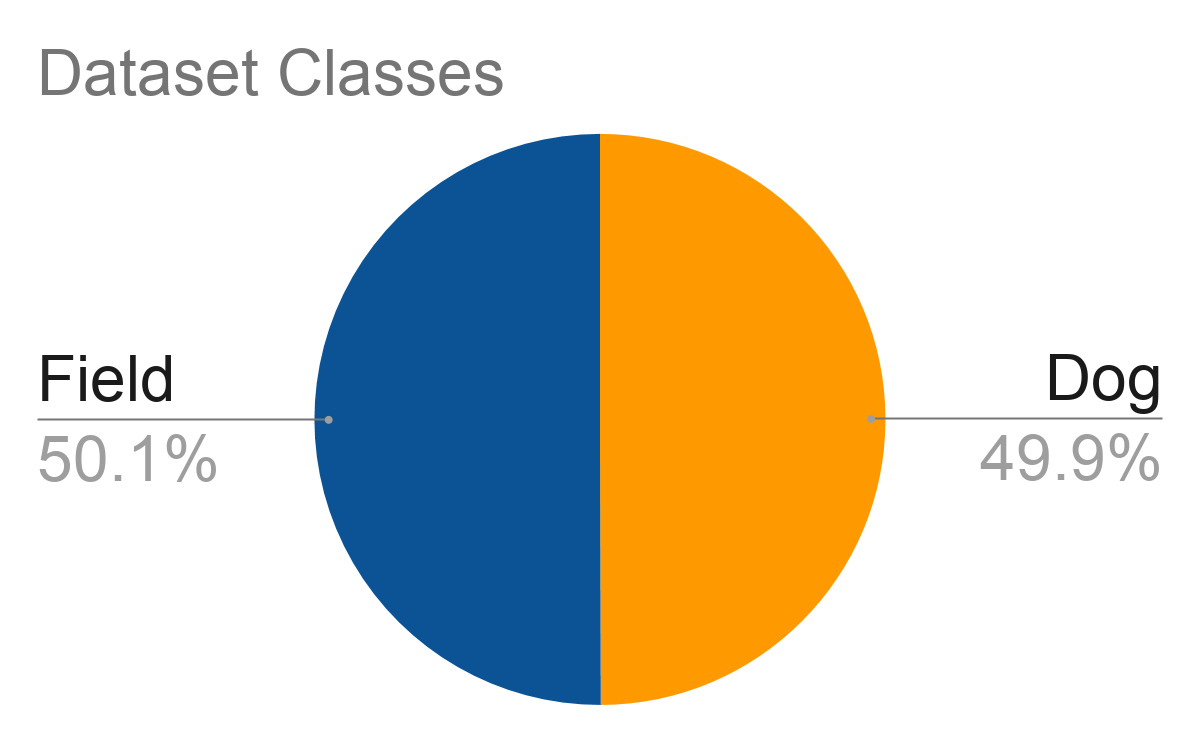 Dataset Classes
Field
50.1%
Dog
49.9%